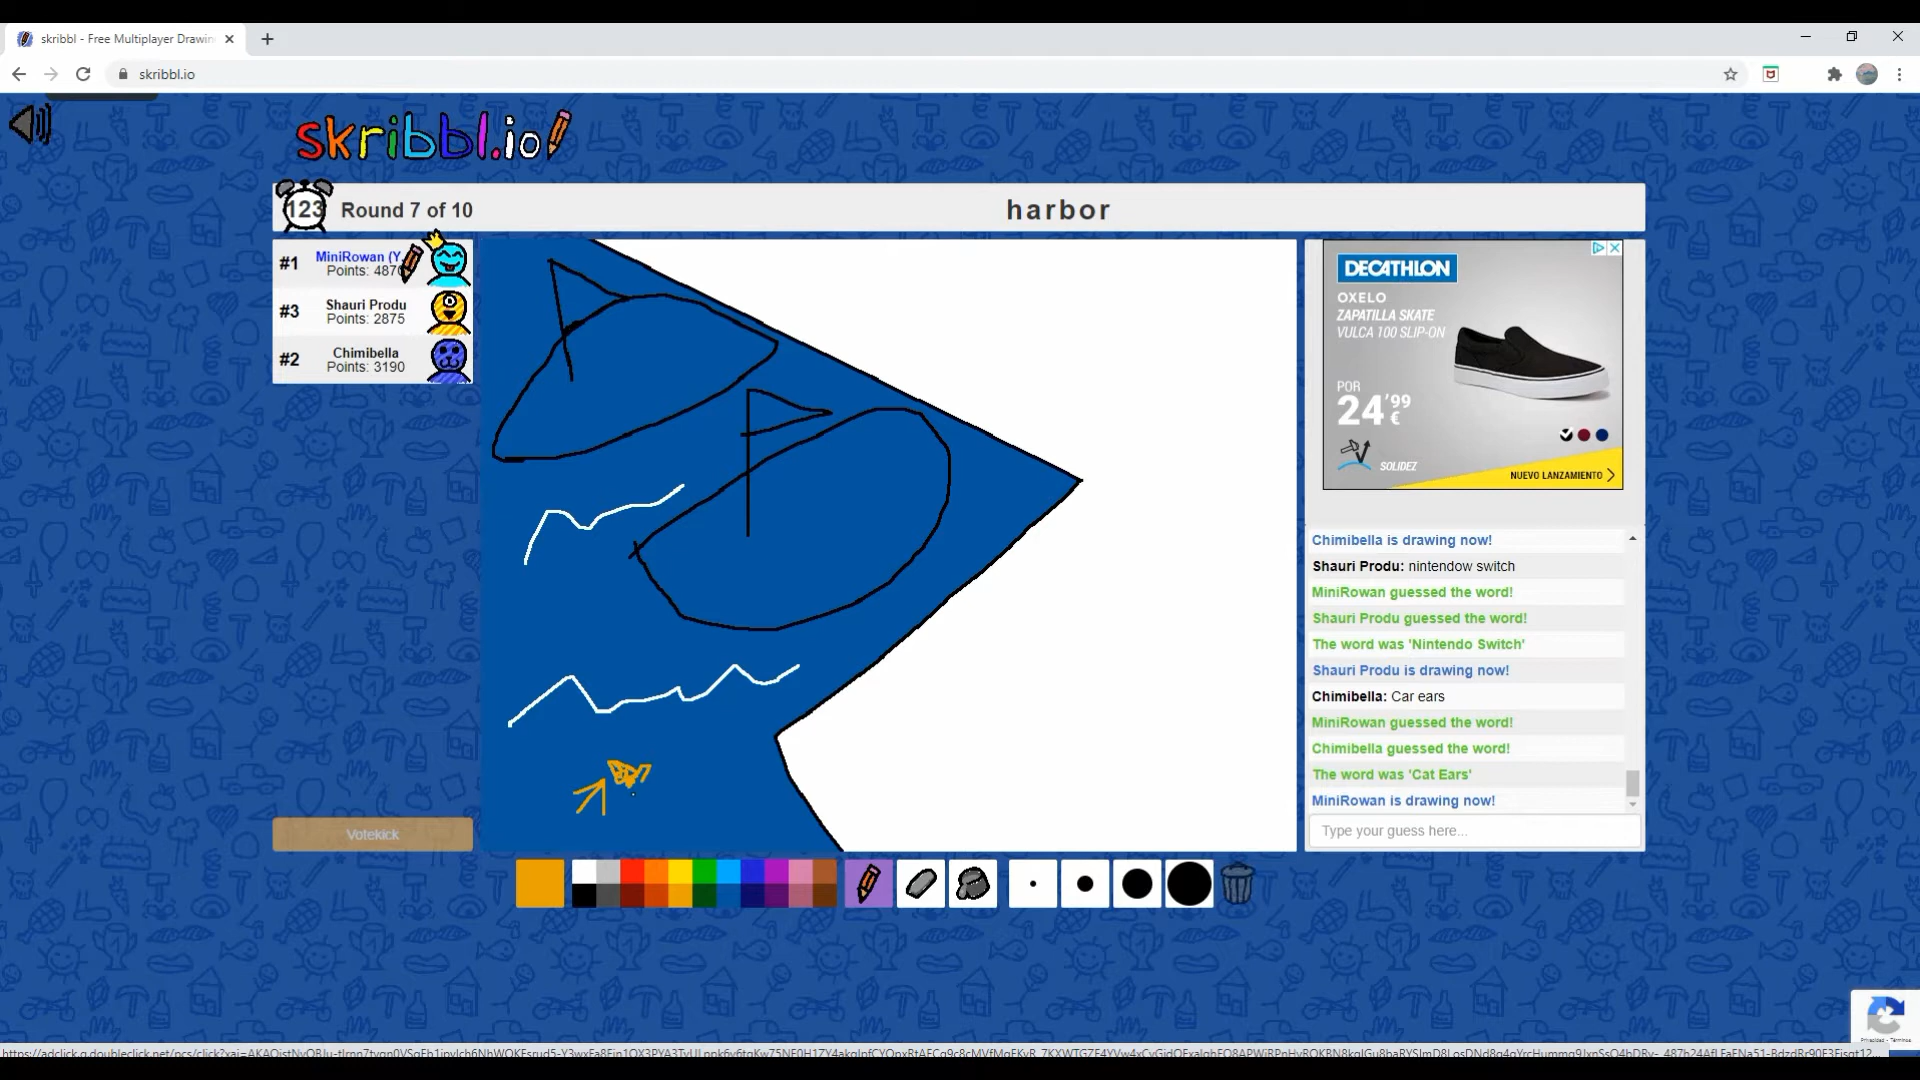 skribbl - Free Multiplayer Drawin
skribbl.io
skribbl.io
123
Round 7 of 10
harbor
#1
MiniRowan (Y
Points: 4870
#3
Shauri Produ
Points: 2875
#2
Chimibella
Points: 3190
Votekick
DECATHLON
OXELO
ZAPATILLA SKATE
VULCA 100 SLIP-ON
POR
24'99 €
SOLIDEZ
NUEVO LANZAMIENTO
Chimibella is drawing now!
Shauri Produ: nintendow switch
MiniRowan guessed the word!
Shauri Produ guessed the word!
The word was 'Nintendo Switch'
Shauri Produ is drawing now!
Chimibella: Car ears
MiniRowan guessed the word!
Chimibella guessed the word!
The word was 'Cat Ears'
MiniRowan is drawing now!
Type your guess here...
Privacidad - Términos